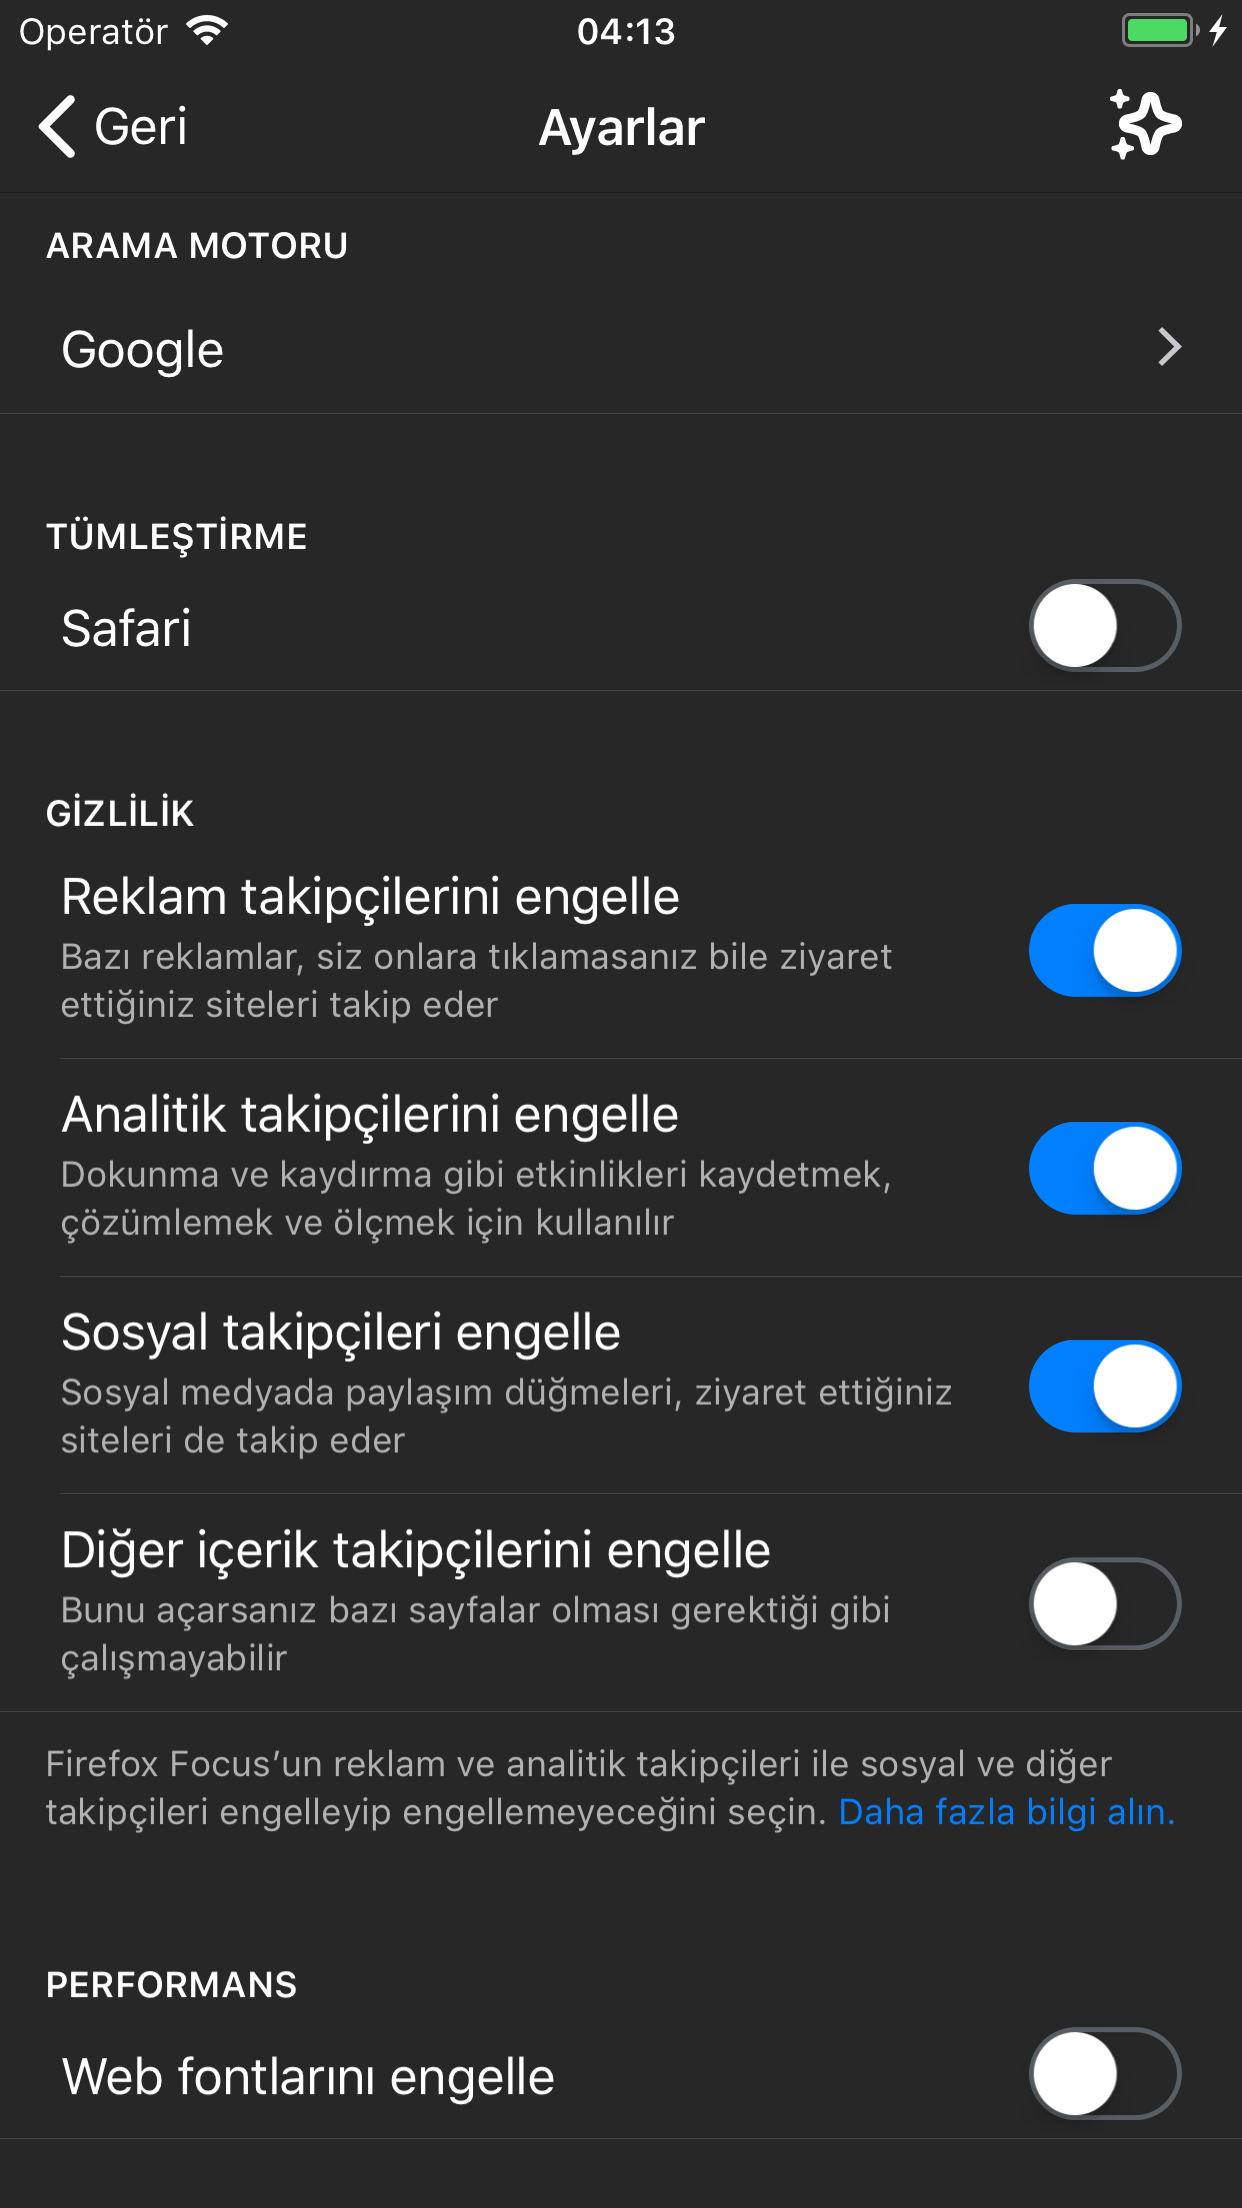 Operatör
04:13
Geri
Ayarlar
ARAMA MOTORU
Google
TÜMLEŞTİRME
Safari
GİZLİLİK
Reklam takipçilerini engelle
Bazı reklamlar, siz onlara tıklamasanız bile ziyaret
ettiğiniz siteleri takip eder
Analitik takipçilerini engelle
Dokunma ve kaydırma gibi etkinlikleri kaydetmek,
çözümlemek ve ölçmek için kullanılır
Sosyal takipçileri engelle
Sosyal medyada paylaşım düğmeleri, ziyaret ettiğiniz
siteleri de takip eder
Diğer içerik takipçilerini engelle
Bunu açarsanız bazı sayfalar olması gerektiği gibi
çalışmayabilir
Firefox Focus’un reklam ve analitik takipçileri ile sosyal ve diğer
takipçileri engelleyip engellemeyeceğini seçin. Daha fazla bilgi alın.
PERFORMANS
Web fontlarını engelle